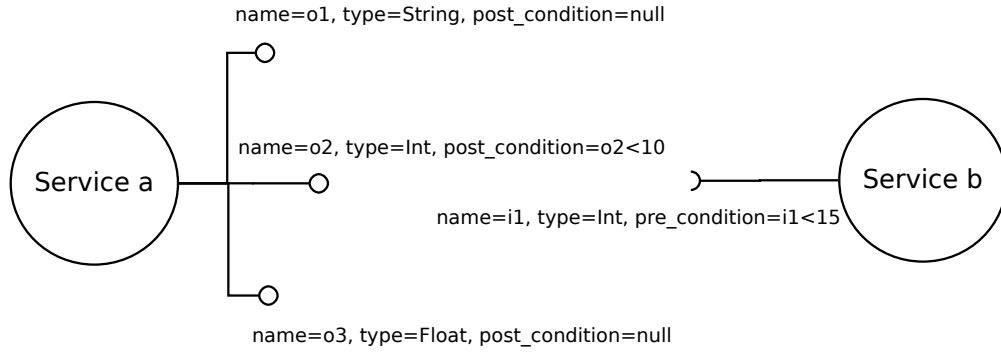 name=o1, type=String, post_condition=null
name=o2, type=Int, post_condition=o2<10
Service a
Service b
name=i1, type=Int, pre_condition=i1<15
name=o3, type=Float, post_condition=null